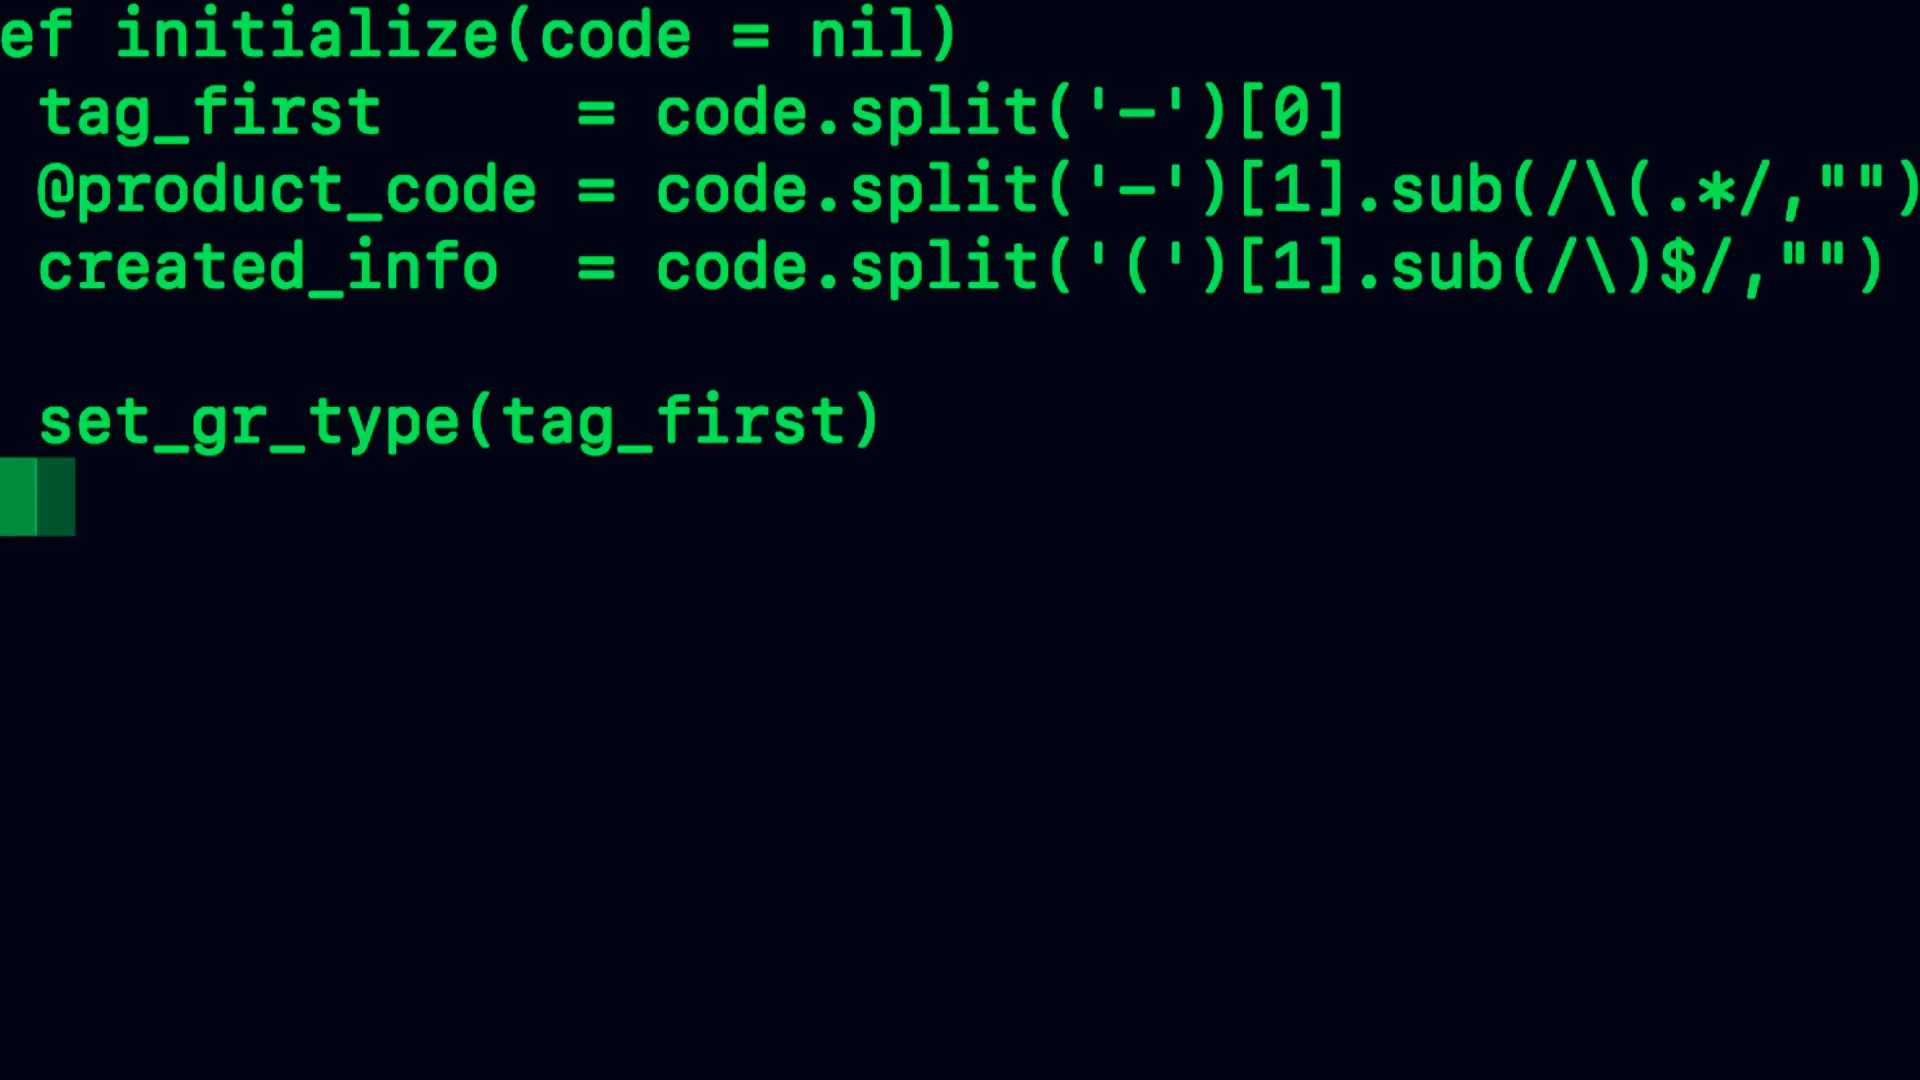 ef initialize(code = nil)
tag_first     = code.split('-')[0]
@product_code = code.split('-')[1].sub(/\(.*/,"")
created_info  = code.split('(')[1].sub(/\)$/,"")
set_gr_type(tag_first)